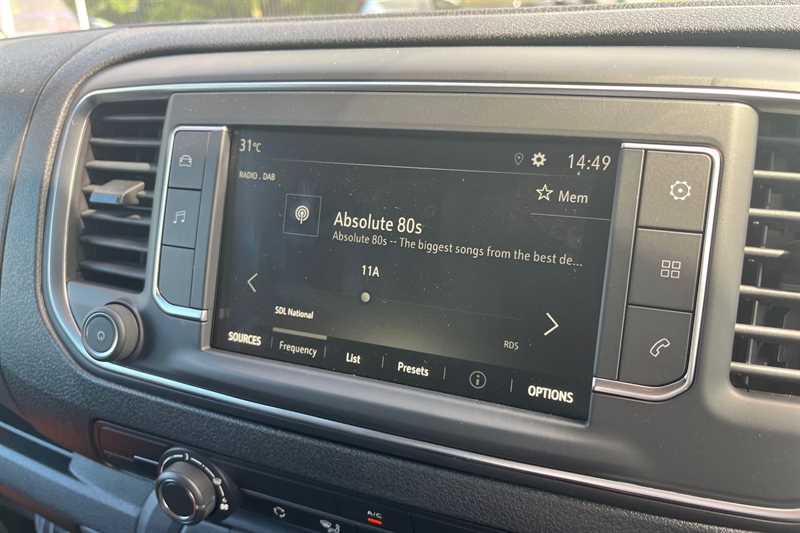 31°C
14:49
RADIO . DAB
Mem
Absolute 80s
Absolute 80s -- The biggest songs from the best de...
11A
SDL National
RDS
SOURCES
Frequency
List
Presets
OPTIONS
A/C